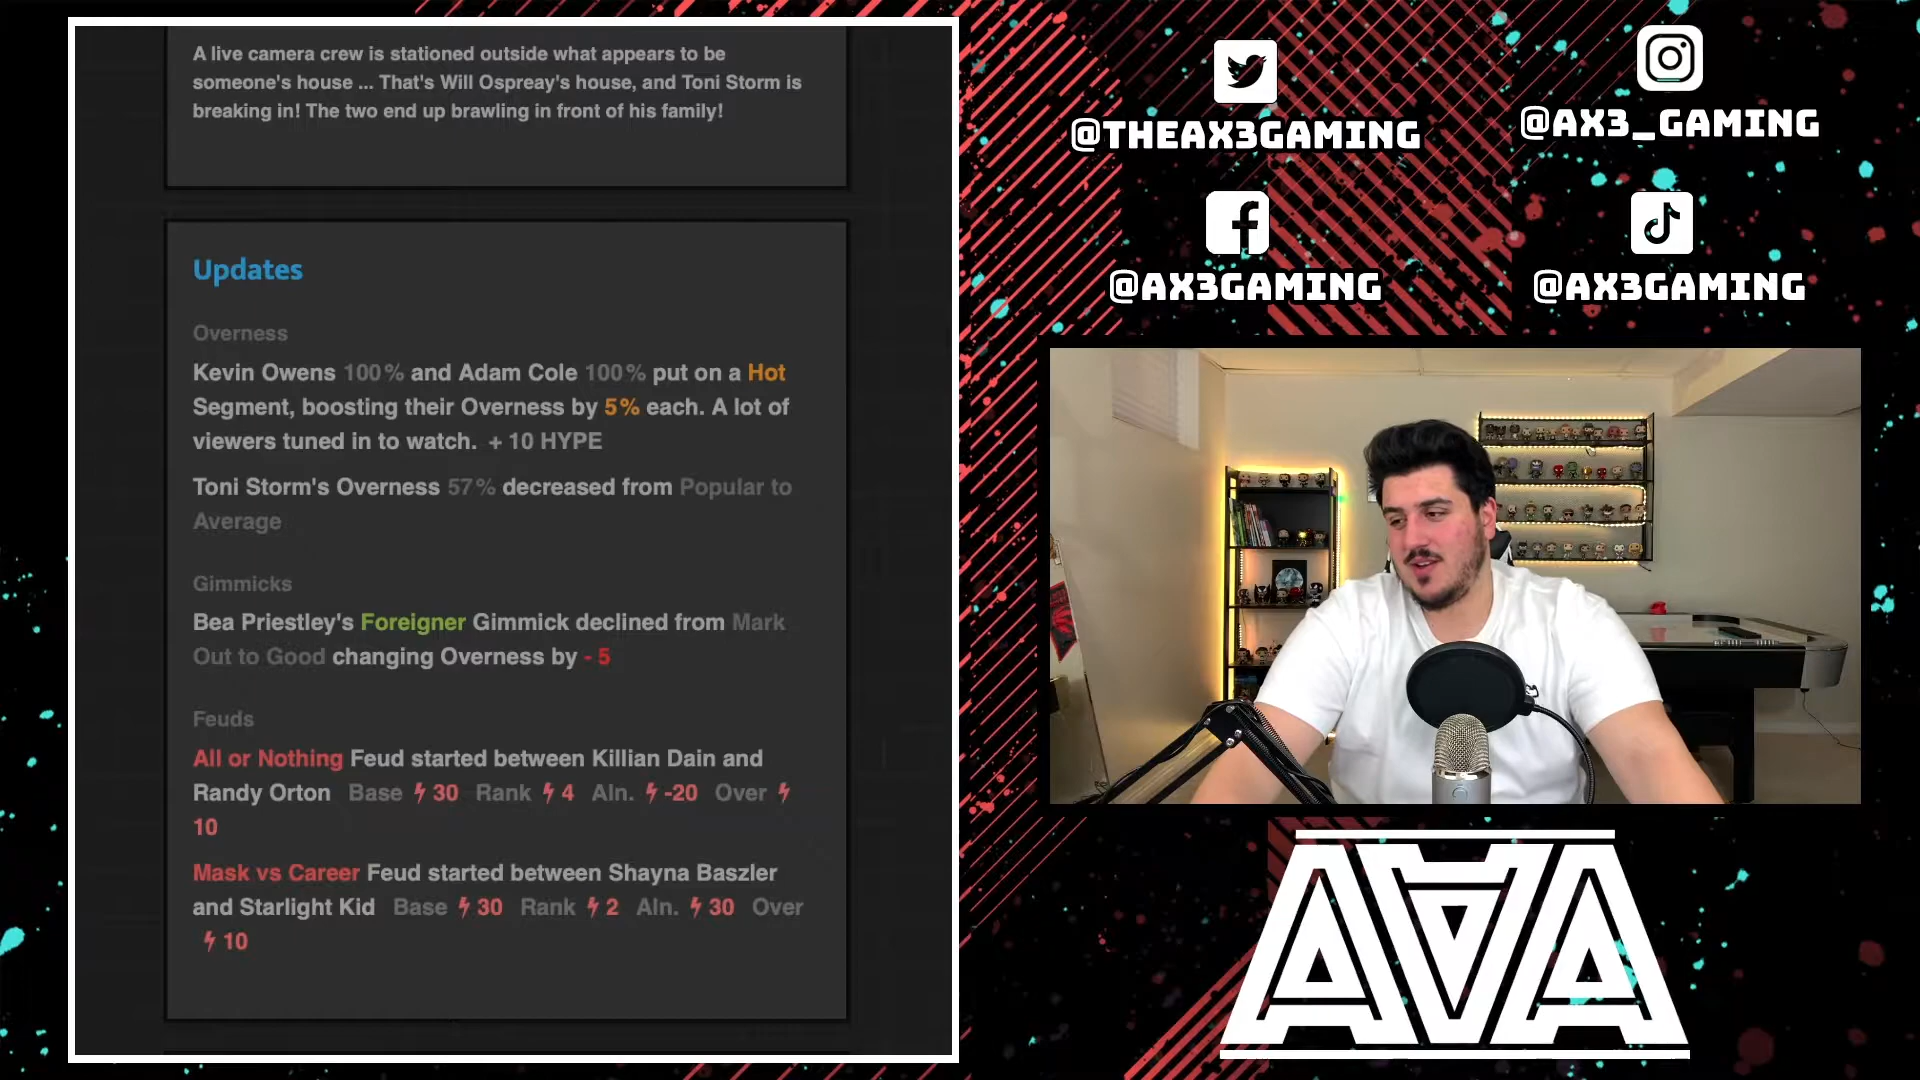 A live camera crew is stationed outside what appears to be
someone's house ... That's Will Ospreay's house, and Toni Storm is
breaking in! The two end up brawling in front of his family!
Updates
Overness
Kevin Owens 100% and Adam Cole 100% put on a Hot
Segment, boosting their Overness by 5% each. A lot of
viewers tuned in to watch. + 10 HYPE
Toni Storm's Overness 57% decreased from Popular to
Average
Gimmicks
Bea Priestley's Foreigner Gimmick declined from Mark
Out to Good changing Overness by - 5
Feuds
All or Nothing Feud started between Killian Dain and
Randy Orton Base 30 Rank 4 Aln. -20 Over
10
Mask vs Career Feud started between Shayna Baszler
and Starlight Kid Base 30 Rank 2 Aln. 30 Over
10
@THEAX3GAMING
@AX3_GAMING
@AX3GAMING
@AX3GAMING